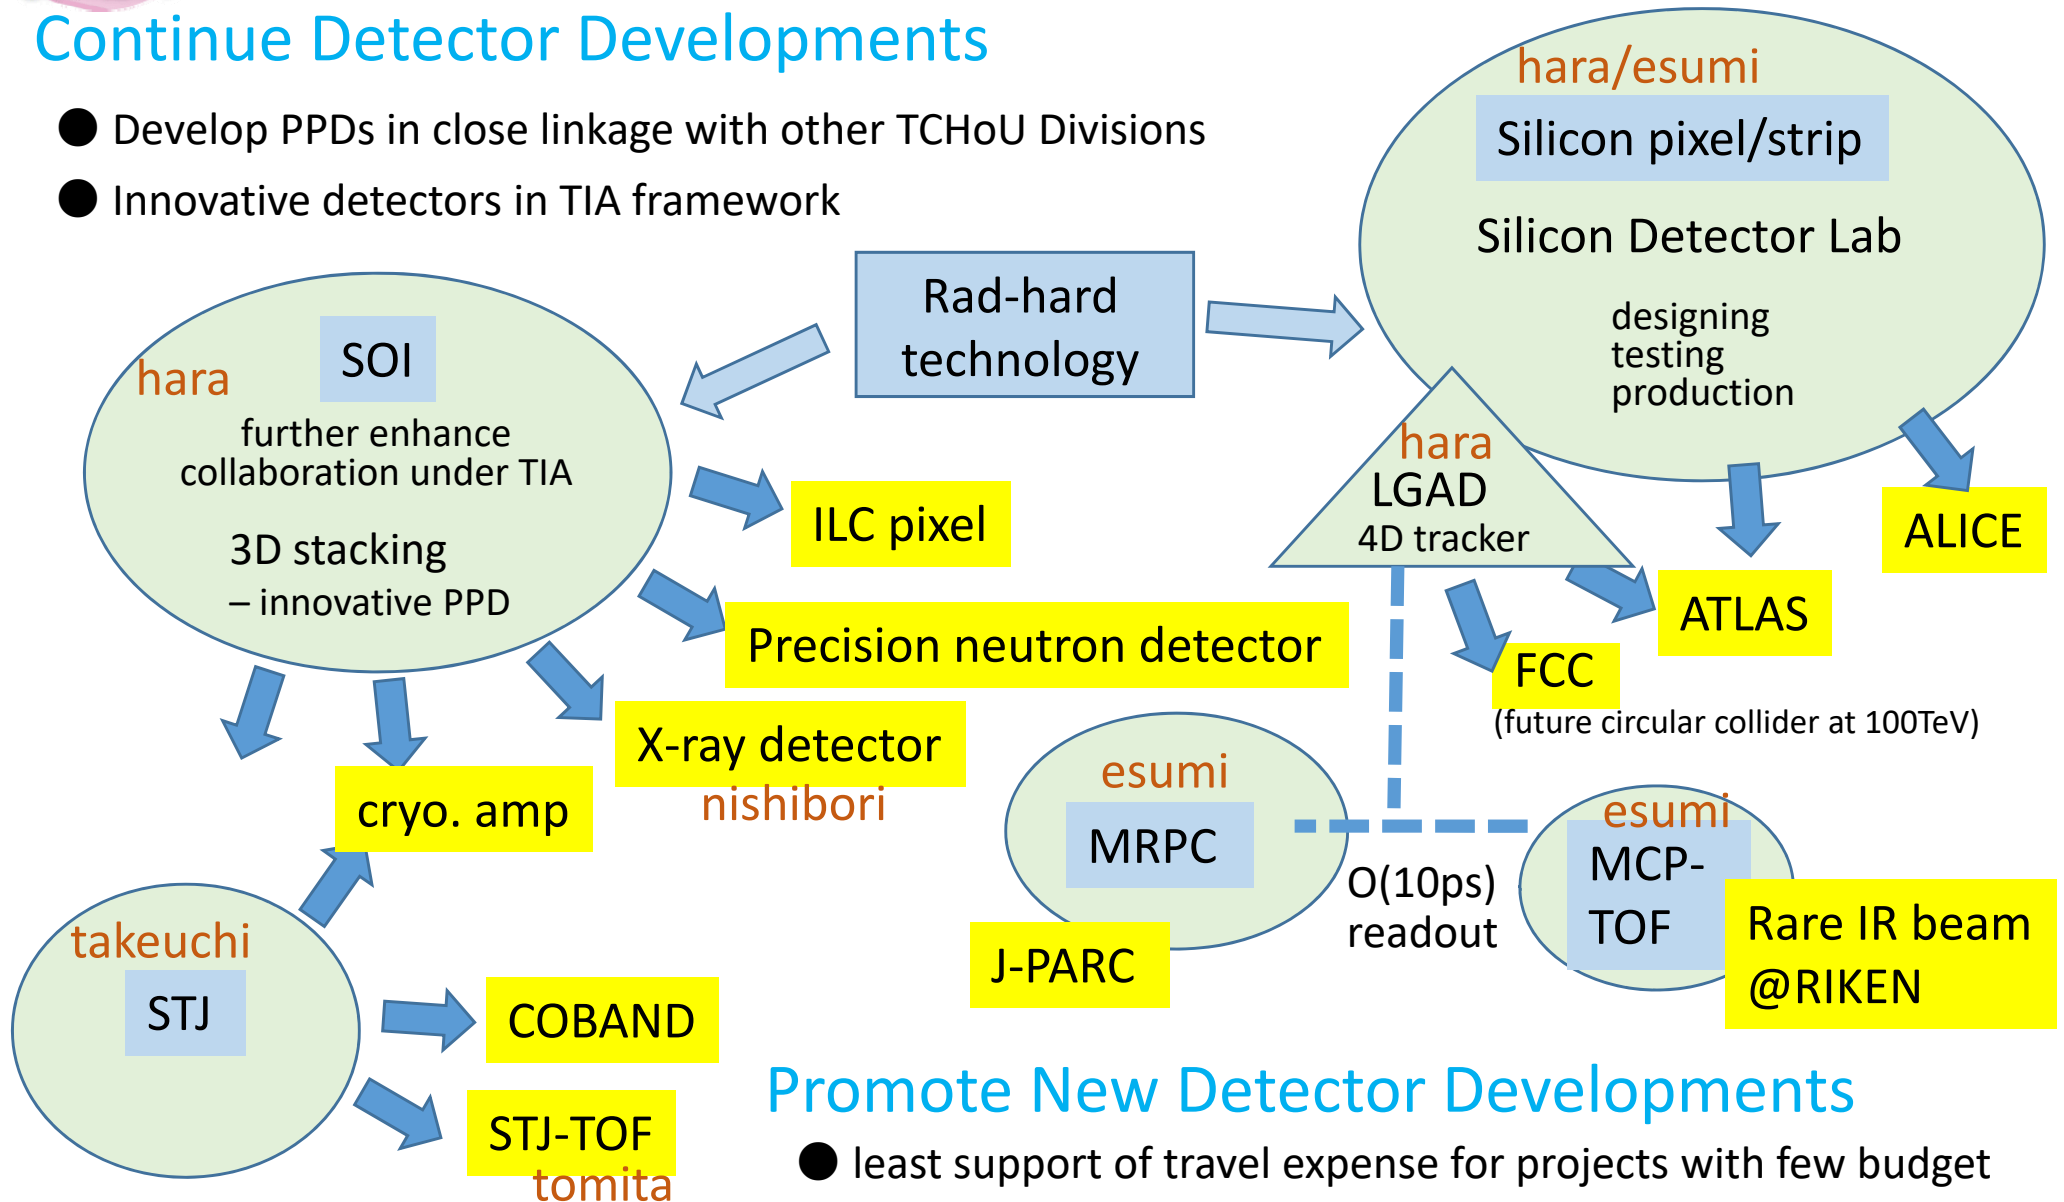 Continue Detector Developments
● Develop PPDs in close linkage with other TCHoU Divisions
● Innovative detectors in TIA framework
hara/esumi
Silicon pixel/strip
Silicon Detector Lab
designing
testing
production
Rad-hard
technology
hara
SOI
further enhance
collaboration under TIA
3D stacking
– innovative PPD
hara
LGAD
4D tracker
ILC pixel
ALICE
Precision neutron detector
ATLAS
FCC
(future circular collider at 100TeV)
X-ray detector
nishibori
cryo. amp
esumi
MRPC
J-PARC
O(10ps)
readout
esumi
MCP-
TOF
Rare IR beam
@RIKEN
takeuchi
STJ
COBAND
STJ-TOF
tomita
Promote New Detector Developments
● least support of travel expense for projects with few budget